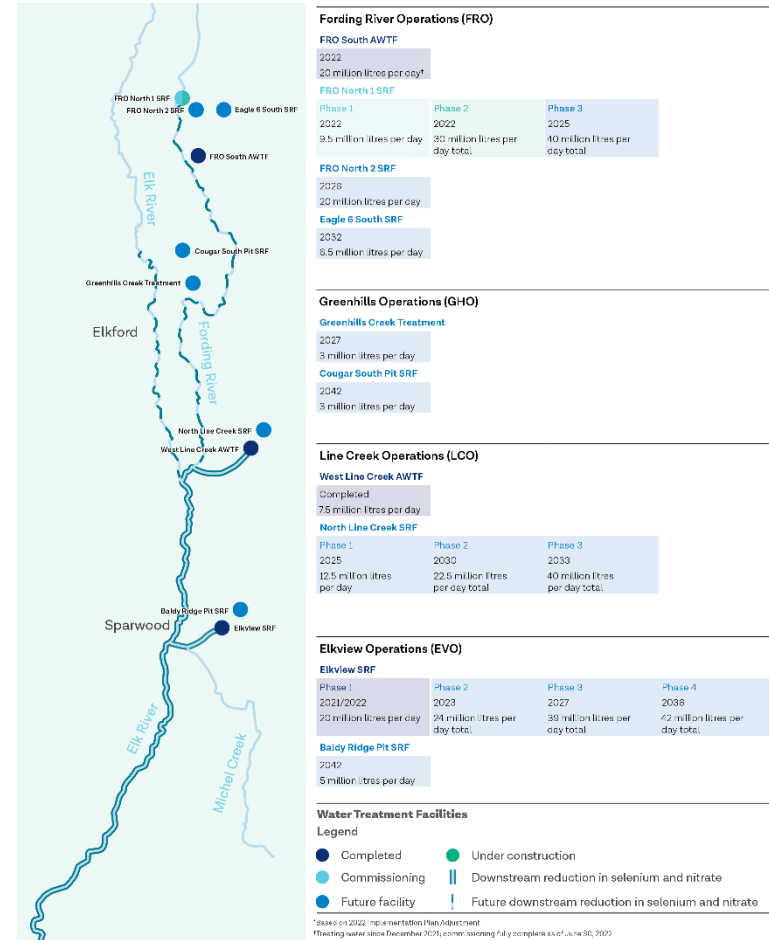 FRO North 1 SRF
FRO North 2 SRF
Eagle 6 South SRF
FRO South AWTF
Elk River
Cougar South Pit SRF
Greenhills Creek Treatment
Elkford
Fording River
North Line Creek SRF
West Line Creek AWTF
Baldy Ridge Pit SRF
Sparwood
Elkview SRF
Elk River
Michel Creek
Fording River Operations (FRO)
FRO South AWTF
2022
20 million litres per day†
FRO North 1 SRF
Phase 1 Phase 2 Phase 3
2022 2022 2025
9.5 million litres per day 30 million litres per 40 million litres per
day total day total
FRO North 2 SRF
2026
20 million litres per day
Eagle 6 South SRF
2032
6.5 million litres per day
Greenhills Operations (GHO)
Greenhills Creek Treatment
2027
3 million litres per day
Cougar South Pit SRF
2042
3 million litres per day
Line Creek Operations (LCO)
West Line Creek AWTF
Completed
7.5 million litres per day
North Line Creek SRF
Phase 1 Phase 2 Phase 3
2025 2030 2033
12.5 million litres 22.5 million litres 40 million litres
per day per day total per day total
Elkview Operations (EVO)
Elkview SRF
Phase 1 Phase 2 Phase 3 Phase 4
2021/2022 2023 2027 2036
20 million litres per day 24 million litres per 39 million litres per 42 million litres per
day total day total day total
Baldy Ridge Pit SRF
2042
5 million litres per day
Water Treatment Facilities
Legend
Completed Under construction
Commissioning Downstream reduction in selenium and nitrate
Future facility Future downstream reduction in selenium and nitrate
*Based on 2022 Implementation Plan Adjustment
†Treating water since December 2021; commissioning fully complete as of June 30, 2022